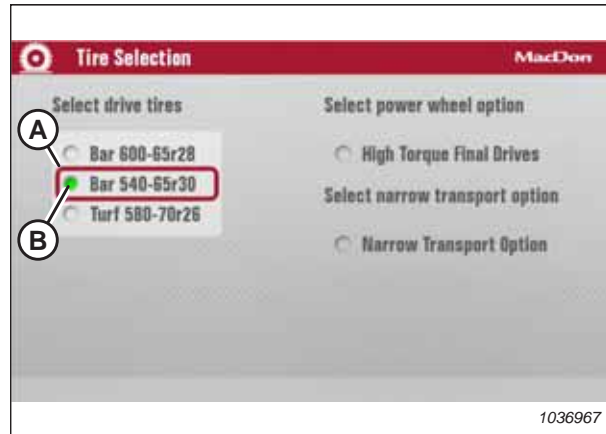 Tire Selection
MacDon
Select drive tires
Bar 600-65r28
Bar 540-65r30
Turf 580-70r26
Select power wheel option
High Torque Final Drives
Select narrow transport option
Narrow Transport Option
A
B
1036967